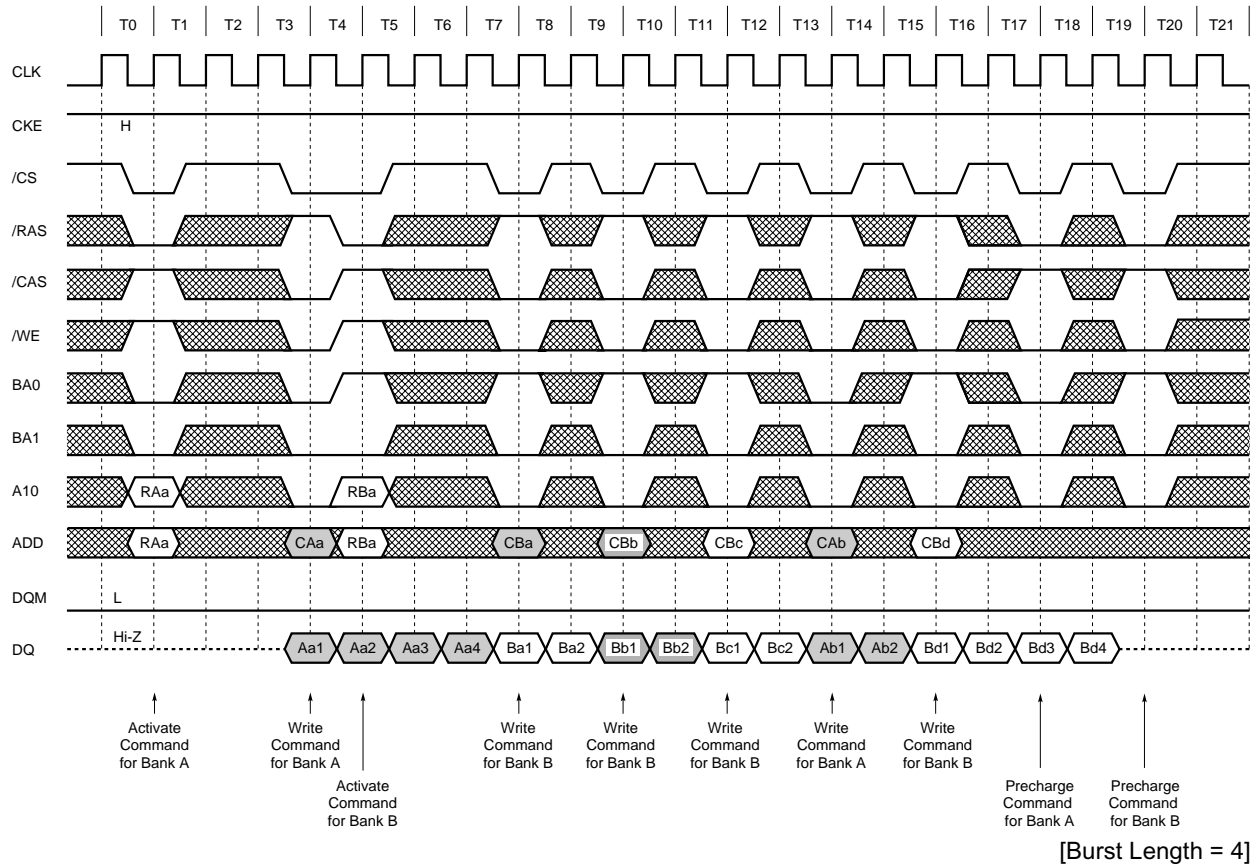 T0 T1 T2 T3 T4 T5 T6 T7 T8 T9 T10 T11 T12 T13 T14 T15 T16 T17 T18 T19 T20 T21
CLK
CKE H
/CS
/RAS
/CAS
/WE
BA0
BA1
A10 RAa RBa
ADD RAa CAa RBa CBa CBb CBc CAb CBd
DQM L
DQ Hi-Z Aa1 Aa2 Aa3 Aa4 Ba1 Ba2 Bb1 Bb2 Bc1 Bc2 Ab1 Ab2 Bd1 Bd2 Bd3 Bd4
Activate
Command
for Bank A
Write
Command
for Bank A
Activate
Command
for Bank B
Write
Command
for Bank B
Write
Command
for Bank B
Write
Command
for Bank B
Write
Command
for Bank A
Write
Command
for Bank B
Precharge
Command
for Bank A
Precharge
Command
for Bank B
[Burst Length = 4]